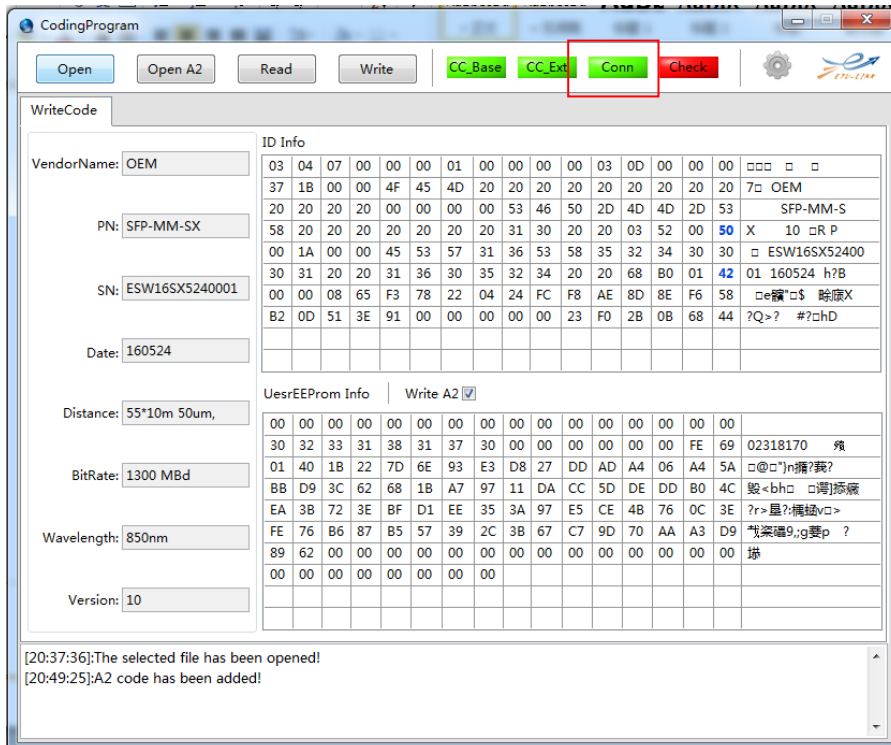 CodingProgram
Open Open A2 Read Write CC_Base CC_Ext Conn Check ETU-LINK
WriteCode
ID Info
VendorName: OEM
PN: SFP-MM-SX
SN: ESW16SX5240001
Date: 160524
Distance: 55*10m 50um,
BitRate: 1300 MBd
Wavelength: 850nm
Version: 10
03 04 07 00 00 00 01 00 00 00 00 03 0D 00 00 00
37 1B 00 00 4F 45 4D 20 20 20 20 20 20 20 20 20 7 OEM
20 20 20 20 00 00 00 00 53 46 50 2D 4D 4D 2D 53 SFP-MM-S
58 20 20 20 20 20 20 20 31 30 20 20 03 52 00 50 X 10 R P
00 1A 00 00 45 53 57 31 36 53 58 35 32 34 30 30 ESW16SX52400
30 31 20 20 31 36 30 35 32 34 20 20 68 B0 01 42 01 160524 h?B
00 00 08 65 F3 78 22 04 24 FC F8 AE 8D 8E F6 58
B2 0D 51 3E 91 00 00 00 00 00 23 F0 2B 0B 68 44 ?Q>? #?hD
UesrEEProm Info Write A2
00 00 00 00 00 00 00 00 00 00 00 00 00 00 00 00
30 32 33 31 38 31 37 30 00 00 00 00 00 00 FE 69 02318170
01 40 1B 22 7D 6E 93 E3 D8 27 DD AD A4 06 A4 5A
BB D9 3C 62 68 1B A7 97 11 DA CC 5D DE DD B0 4C
EA 3B 72 3E BF D1 EE 35 3A 97 E5 CE 4B 76 0C 3E
FE 76 B6 87 B5 57 39 2C 3B 67 C7 9D 70 AA A3 D9
89 62 00 00 00 00 00 00 00 00 00 00 00 00 00 00
00 00 00 00 00 00 00 00
[20:37:36]:The selected file has been opened!
[20:49:25]:A2 code has been added!